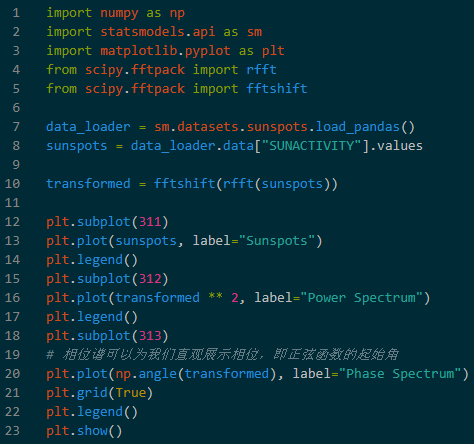 1 import numpy as np
2 import statsmodels.api as sm
3 import matplotlib.pyplot as plt
4 from scipy.fftpack import rfft
5 from scipy.fftpack import fftshift
6
7 data_loader = sm.datasets.sunspots.load_pandas()
8 sunspots = data_loader.data["SUNACTIVITY"].values
9
10 transformed = fftshift(rfft(sunspots))
11
12 plt.subplot(311)
13 plt.plot(sunspots, label="Sunspots")
14 plt.legend()
15 plt.subplot(312)
16 plt.plot(transformed ** 2, label="Power Spectrum")
17 plt.legend()
18 plt.subplot(313)
19 # 相位谱可以为我们直观展示相位，即正弦函数的起始角
20 plt.plot(np.angle(transformed), label="Phase Spectrum")
21 plt.grid(True)
22 plt.legend()
23 plt.show()